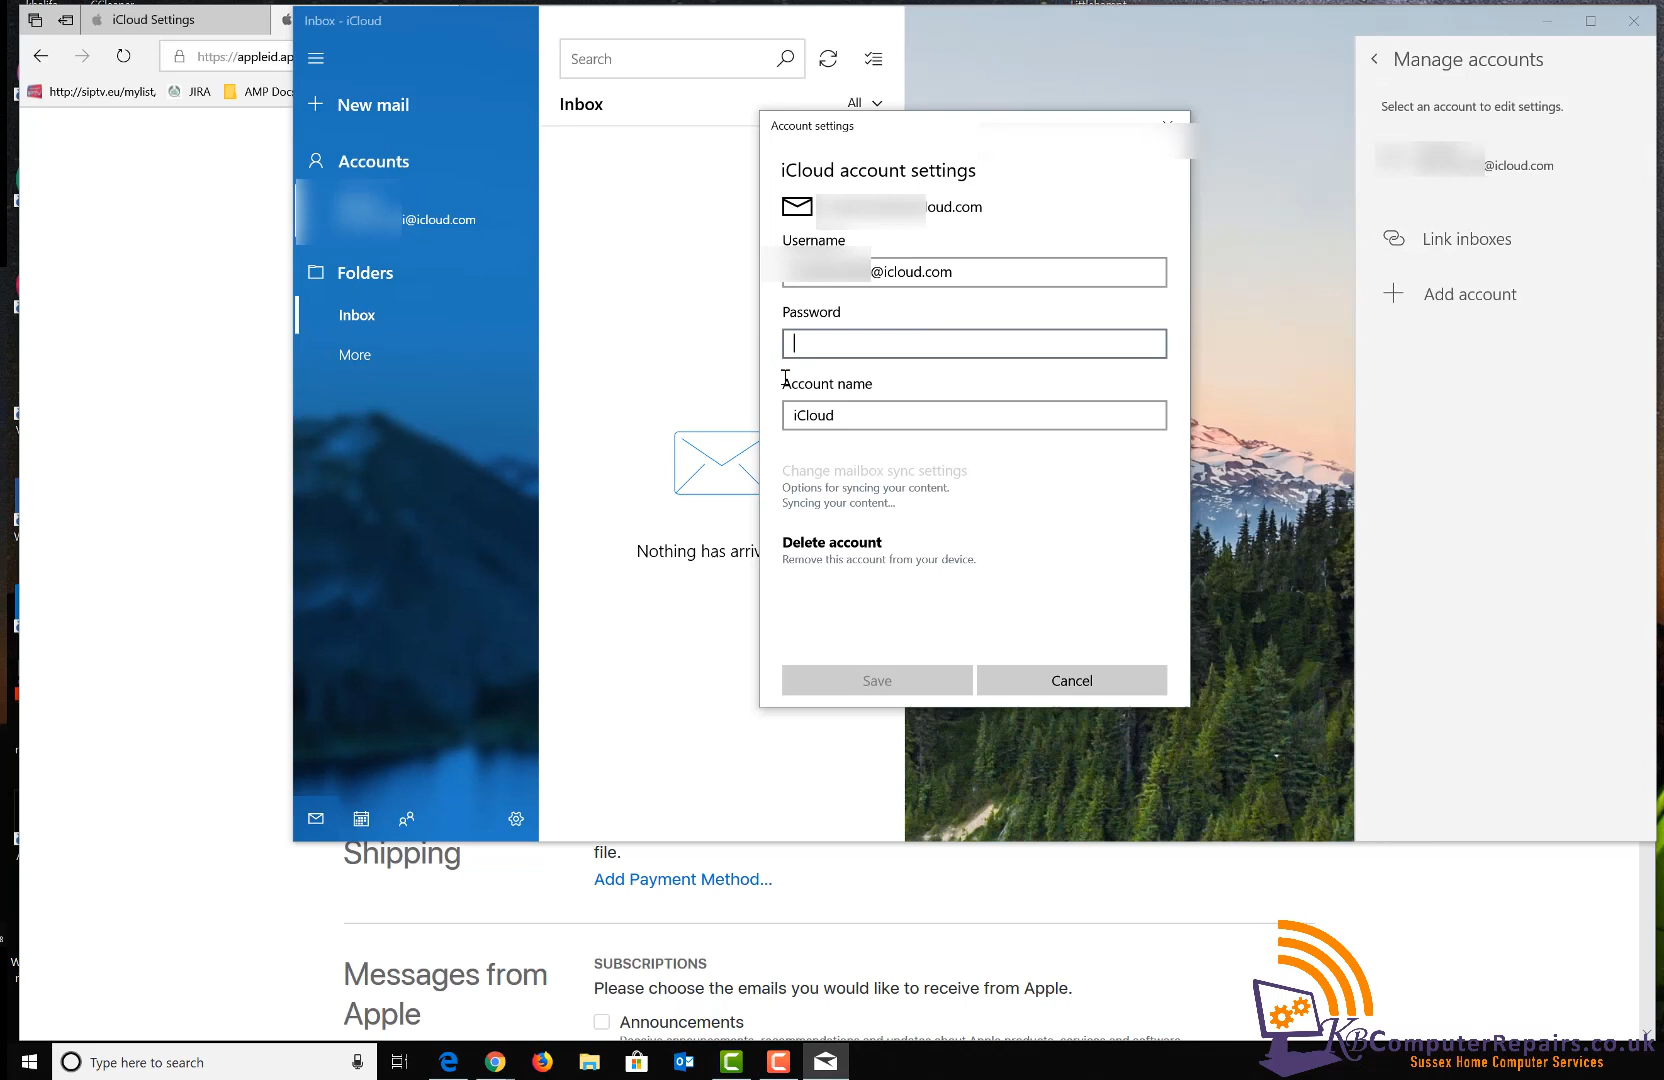 iCloud Settings
https://appleid.ap
http://siptv.eu/mylist,
JIRA
AMP Docs
Inbox - iCloud
New mail
Accounts
i@icloud.com
Folders
Inbox
More
Search
Inbox
All
Nothing has arriv
Account settings
iCloud account settings
loud.com
Username
@icloud.com
Password
Account name
iCloud
Change mailbox sync settings
Options for syncing your content.
Syncing your content...
Delete account
Remove this account from your device.
Save
Cancel
Manage accounts
Select an account to edit settings.
@icloud.com
Link inboxes
Add account
Shipping
file.
Add Payment Method...
Messages from
Apple
SUBSCRIPTIONS
Please choose the emails you would like to receive from Apple.
Announcements
KBComputerRepairs.co.uk
Sussex Home Computer Services
Type here to search